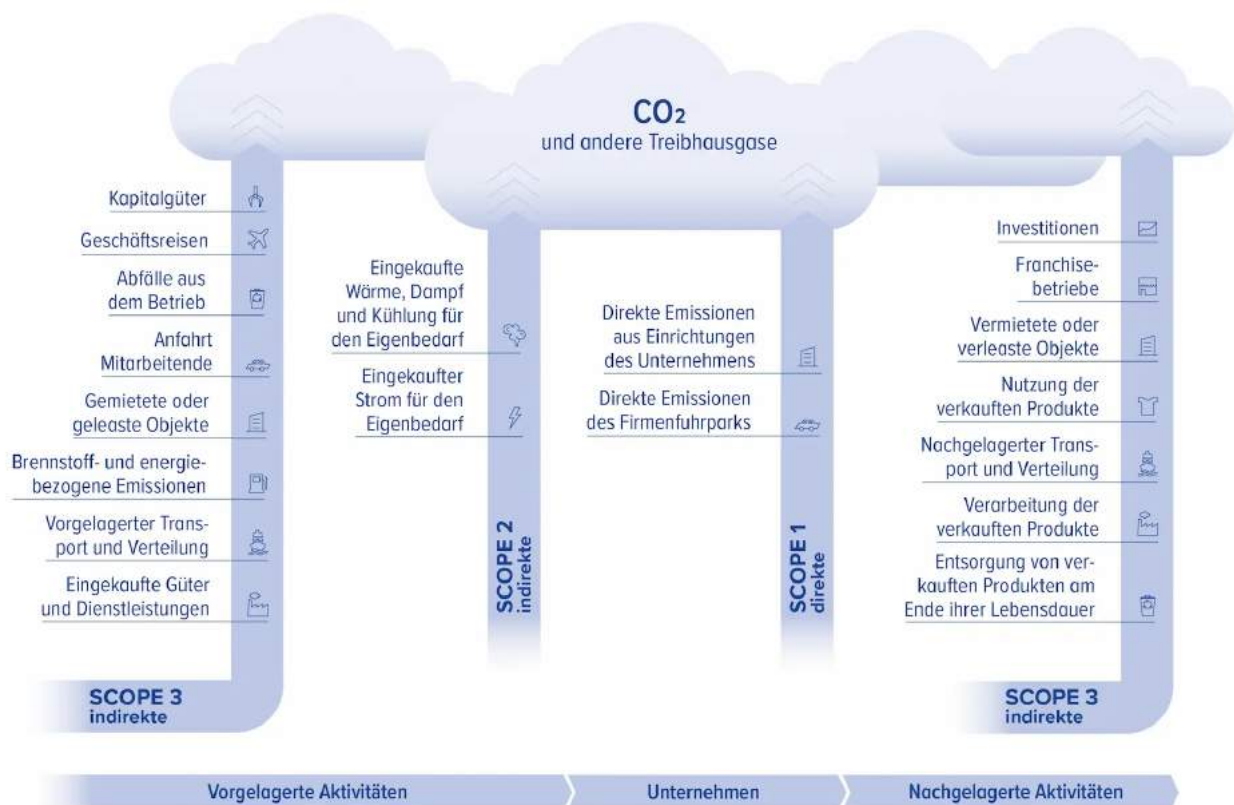 CO₂
und andere Treibhausgase
Kapitalgüter
Geschäftsreisen
Abfälle aus
dem Betrieb
Anfahrt
Mitarbeitende
Gemietete oder
geleaste Objekte
Brennstoff- und energie-
bezogene Emissionen
Vorgelagerter Trans-
port und Verteilung
Eingekaufte Güter
und Dienstleistungen
SCOPE 3
indirekte
Eingekaufte
Wärme, Dampf
und Kühlung für
den Eigenbedarf
Eingekaufter
Strom für den
Eigenbedarf
SCOPE 2
indirekte
Direkte Emissionen
aus Einrichtungen
des Unternehmens
Direkte Emissionen
des Firmenfuhrparks
SCOPE 1
direkte
Investitionen
Franchise-
betriebe
Vermietete oder
verleaste Objekte
Nutzung der
verkauften Produkte
Nachgelagerter Trans-
port und Verteilung
Verarbeitung der
verkauften Produkte
Entsorgung von ver-
kauften Produkten am
Ende ihrer Lebensdauer
SCOPE 3
indirekte
Vorgelagerte Aktivitäten
Unternehmen
Nachgelagerte Aktivitäten